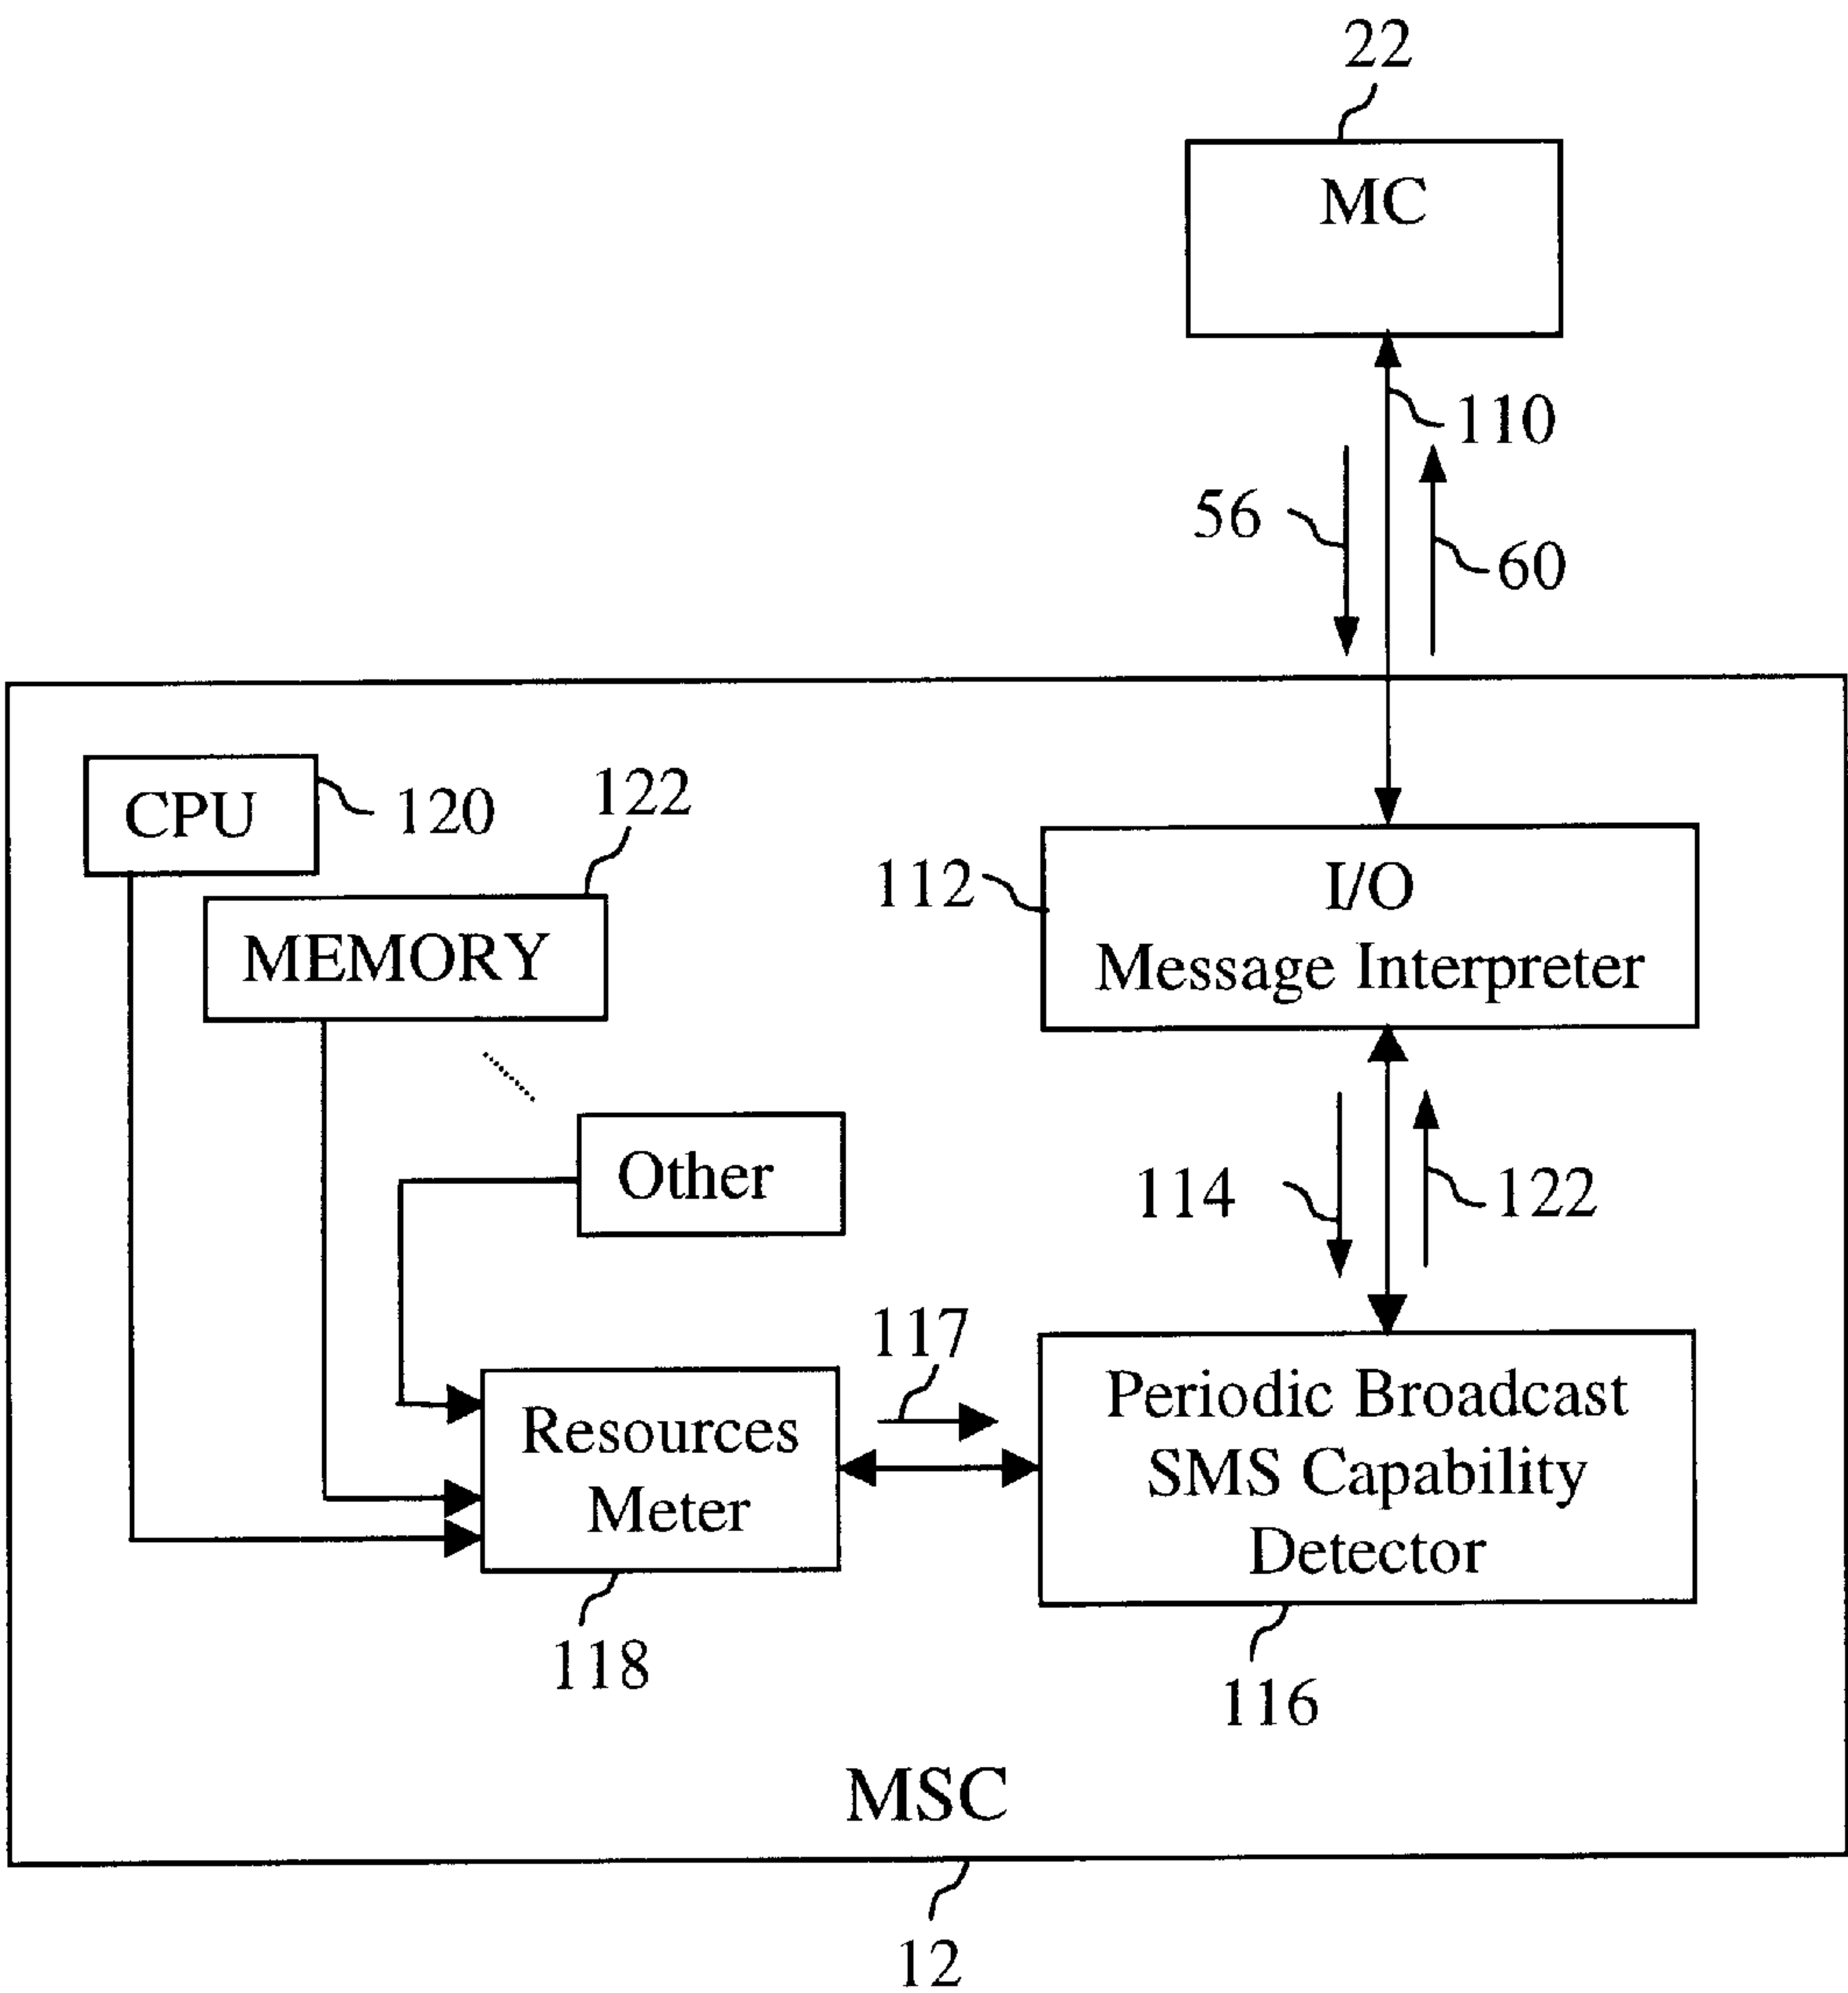 22
MC
110
56
60
CPU
120
122
MEMORY
112
I/O
Message Interpreter
Other
114
122
117
Resources
Meter
Periodic Broadcast
SMS Capability
Detector
118
116
MSC
12